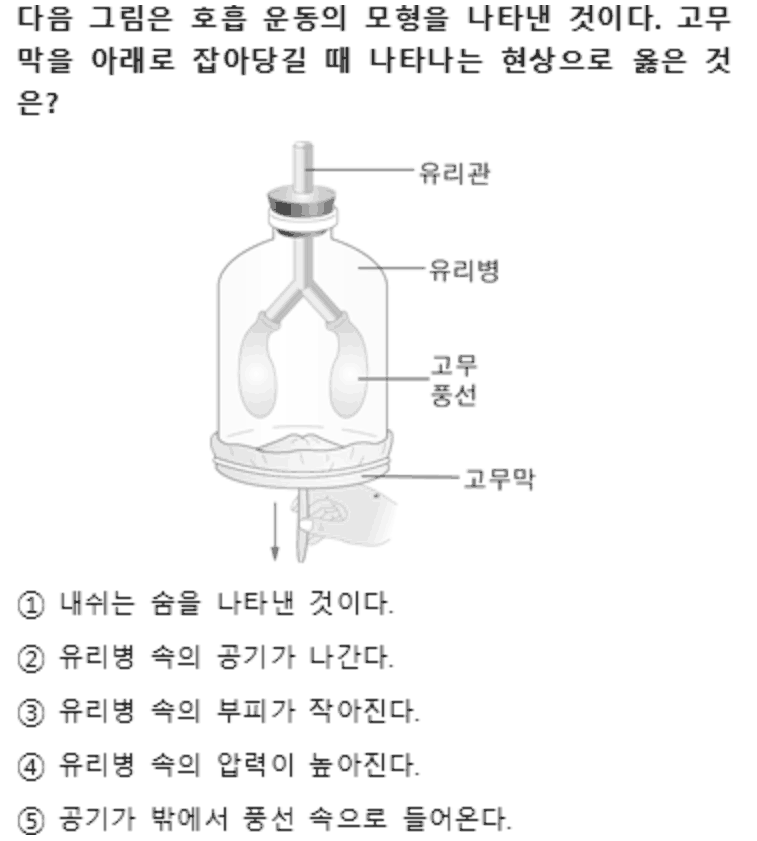 다음 그림은 호흡 운동의 모형을 나타낸 것이다. 고무
막을 아래로 잡아당길 때 나타나는 현상으로 옳은 것
은?
유리관
유리병
고무
풍선
고무막
① 내쉬는 숨을 나타낸 것이다.
② 유리병 속의 공기가 나간다.
③ 유리병 속의 부피가 작아진다.
④ 유리병 속의 압력이 높아진다.
⑤ 공기가 밖에서 풍선 속으로 들어온다.